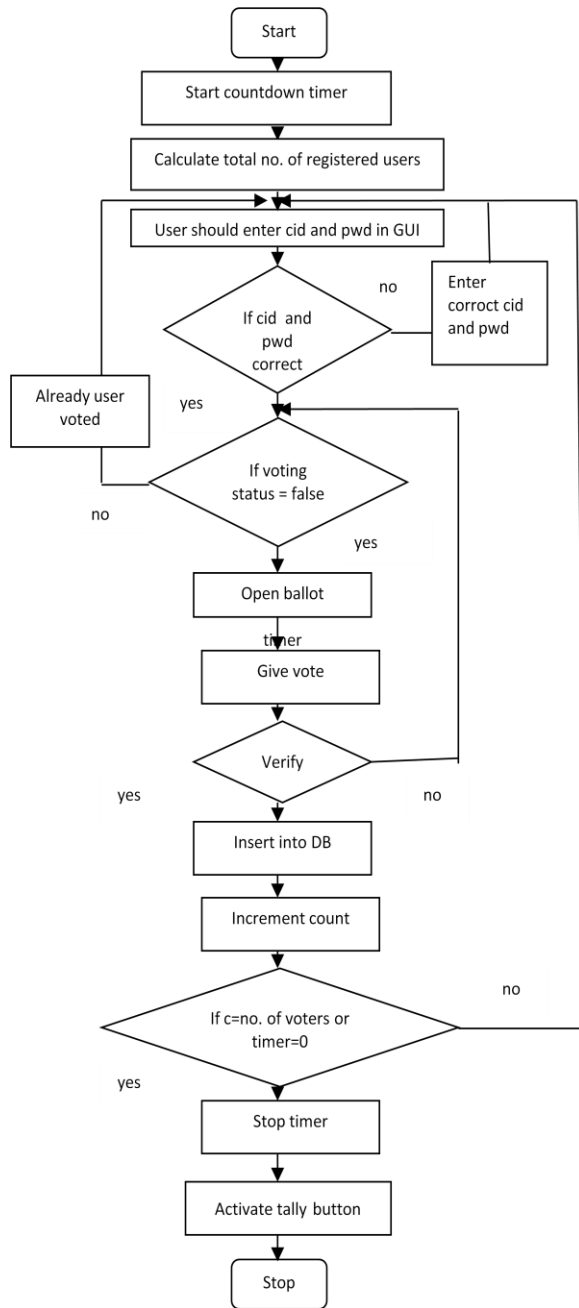 Start
Start countdown timer
Calculate total no. of registered users
User should enter cid and pwd in GUI
no
Enter
corroct cid
and pwd
If cid and
pwd
correct
Already user
voted
yes
If voting
status = false
no
yes
Open ballot
timer
Give vote
Verify
yes
no
Insert into DB
Increment count
no
If c=no. of voters or
timer=0
yes
Stop timer
Activate tally button
Stop